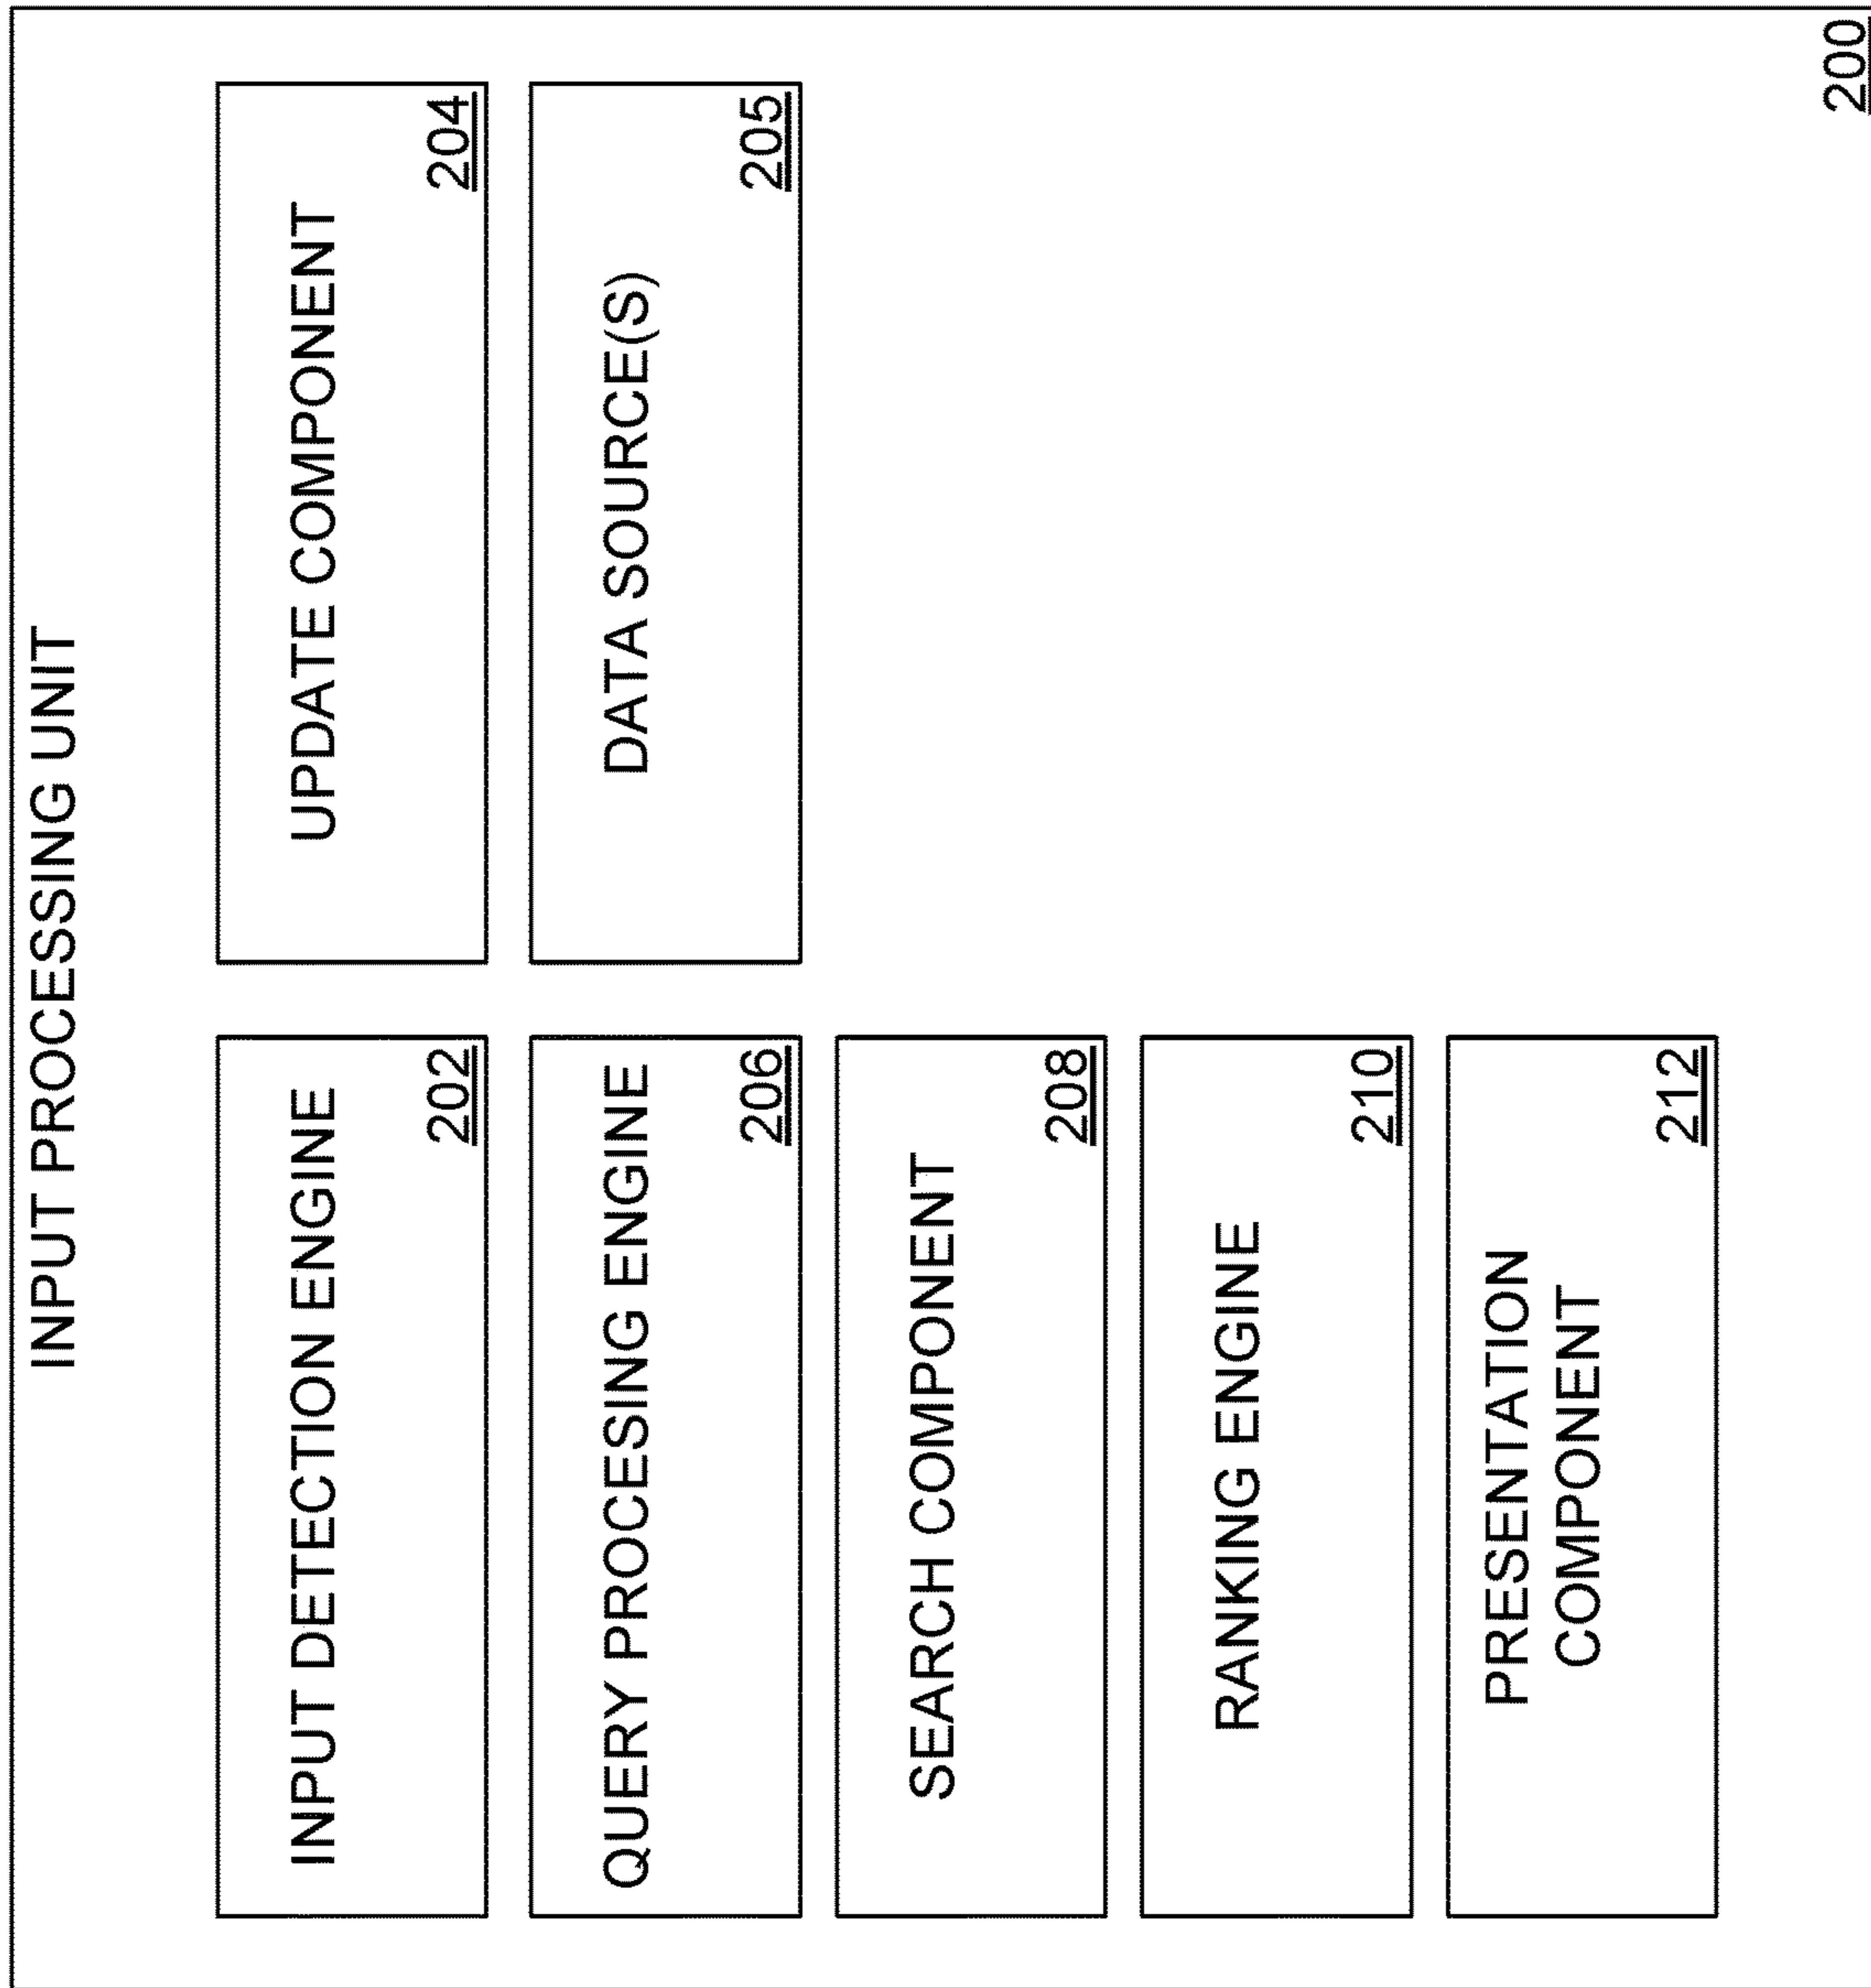 INPUT PROCESSING UNIT
INPUT DETECTION ENGINE
202
UPDATE COMPONENT
204
QUERY PROCESSING ENGINE
206
DATA SOURCE(S)
205
SEARCH COMPONENT
208
RANKING ENGINE
210
PRESENTATION
COMPONENT
212
200